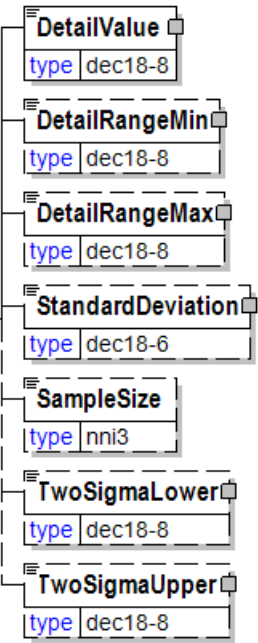 DetailValue
type dec18-8
DetailRangeMin
type dec18-8
DetailRangeMax
type dec18-8
StandardDeviation
type dec18-6
SampleSize
type nni3
TwoSigmaLower
type dec18-8
TwoSigmaUpper
type dec18-8